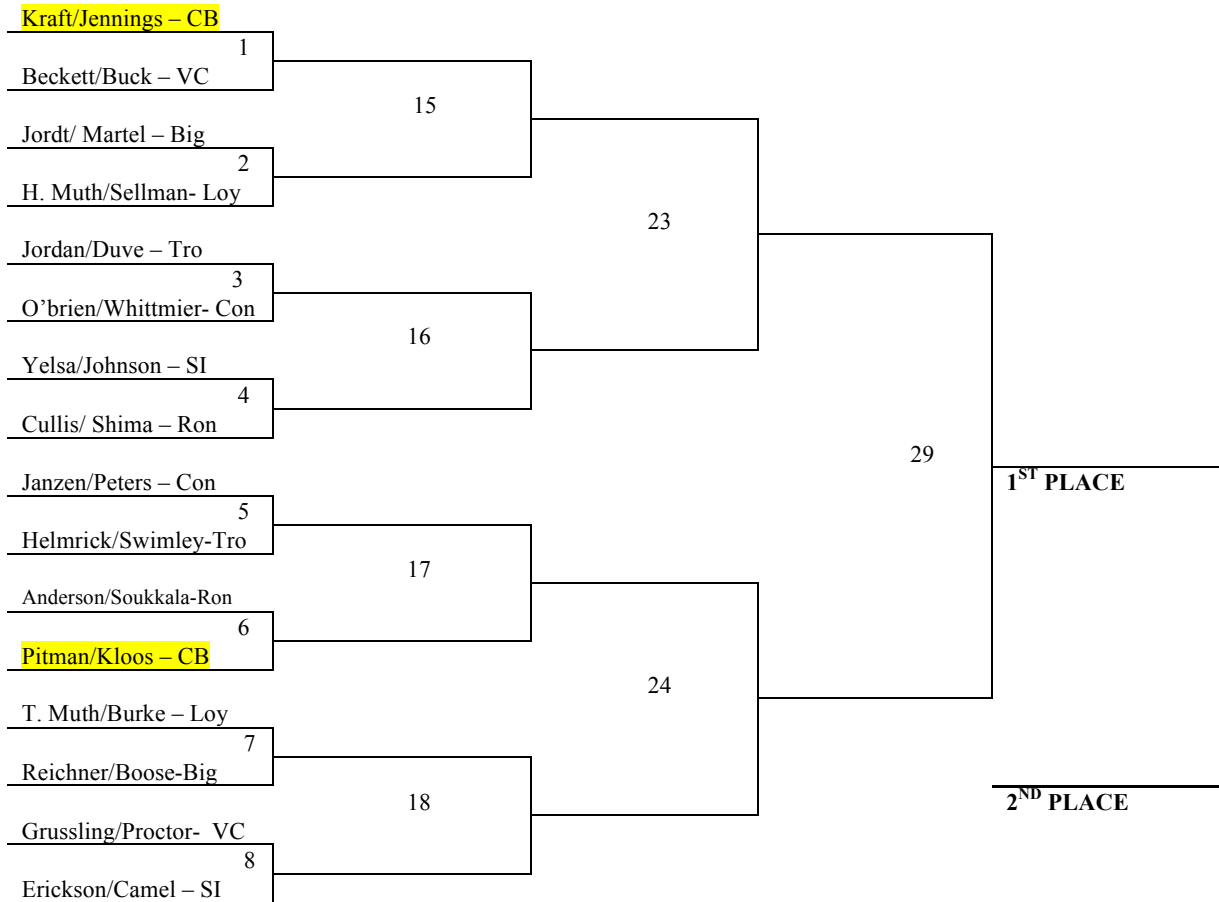 Kraft/Jennings – CB
1
Beckett/Buck – VC
15
Jordt/ Martel – Big
2
H. Muth/Sellman- Loy
23
Jordan/Duve – Tro
3
O’brien/Whittmier- Con
16
Yelsa/Johnson – SI
4
Cullis/ Shima – Ron
29
1ST PLACE
Janzen/Peters – Con
5
Helmrick/Swimley-Tro
17
Anderson/Soukkala-Ron
6
Pitman/Kloos – CB
24
T. Muth/Burke – Loy
7
Reichner/Boose-Big
18
2ND PLACE
Grussling/Proctor- VC
8
Erickson/Camel – SI